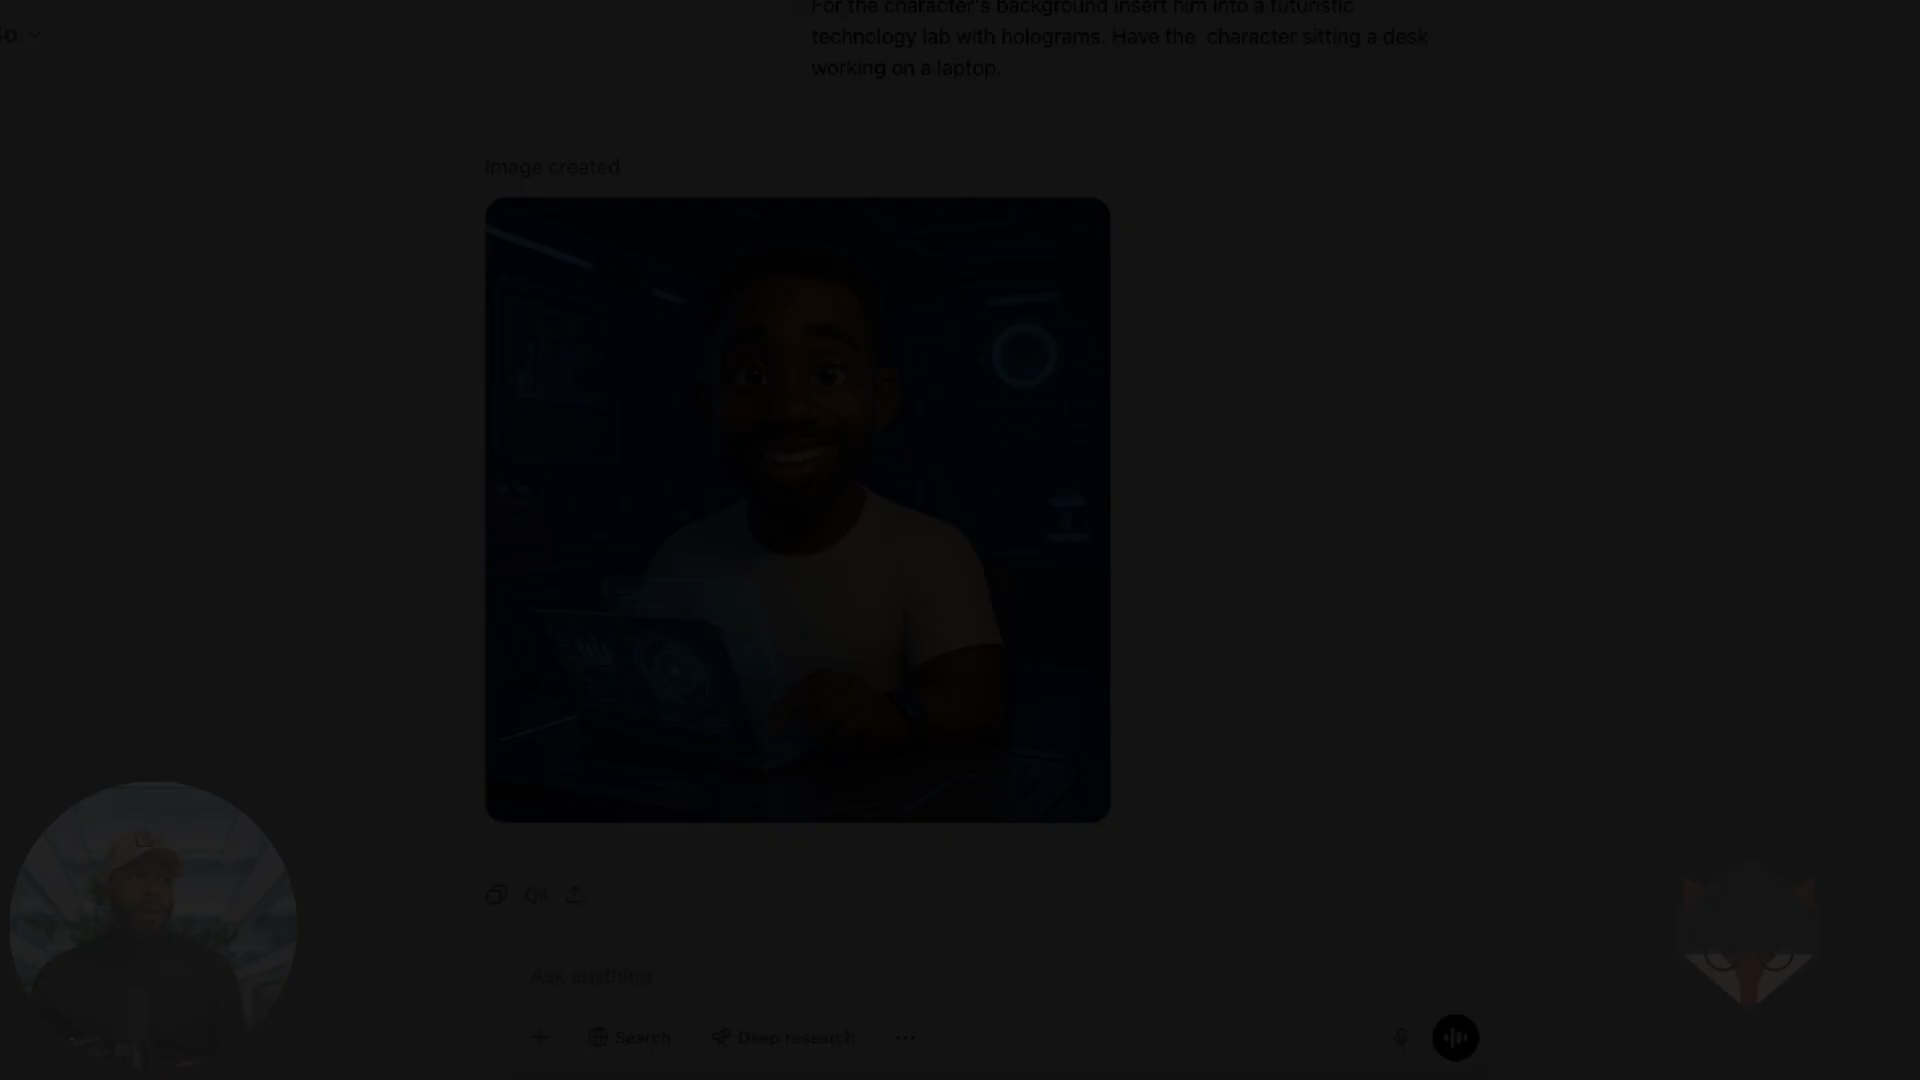 For the character's background insert him into a futuristic
4o
technology lab with holograms. Have the  character sitting a desk
working on a laptop.
Image created
Ask anything
Search
Deep research